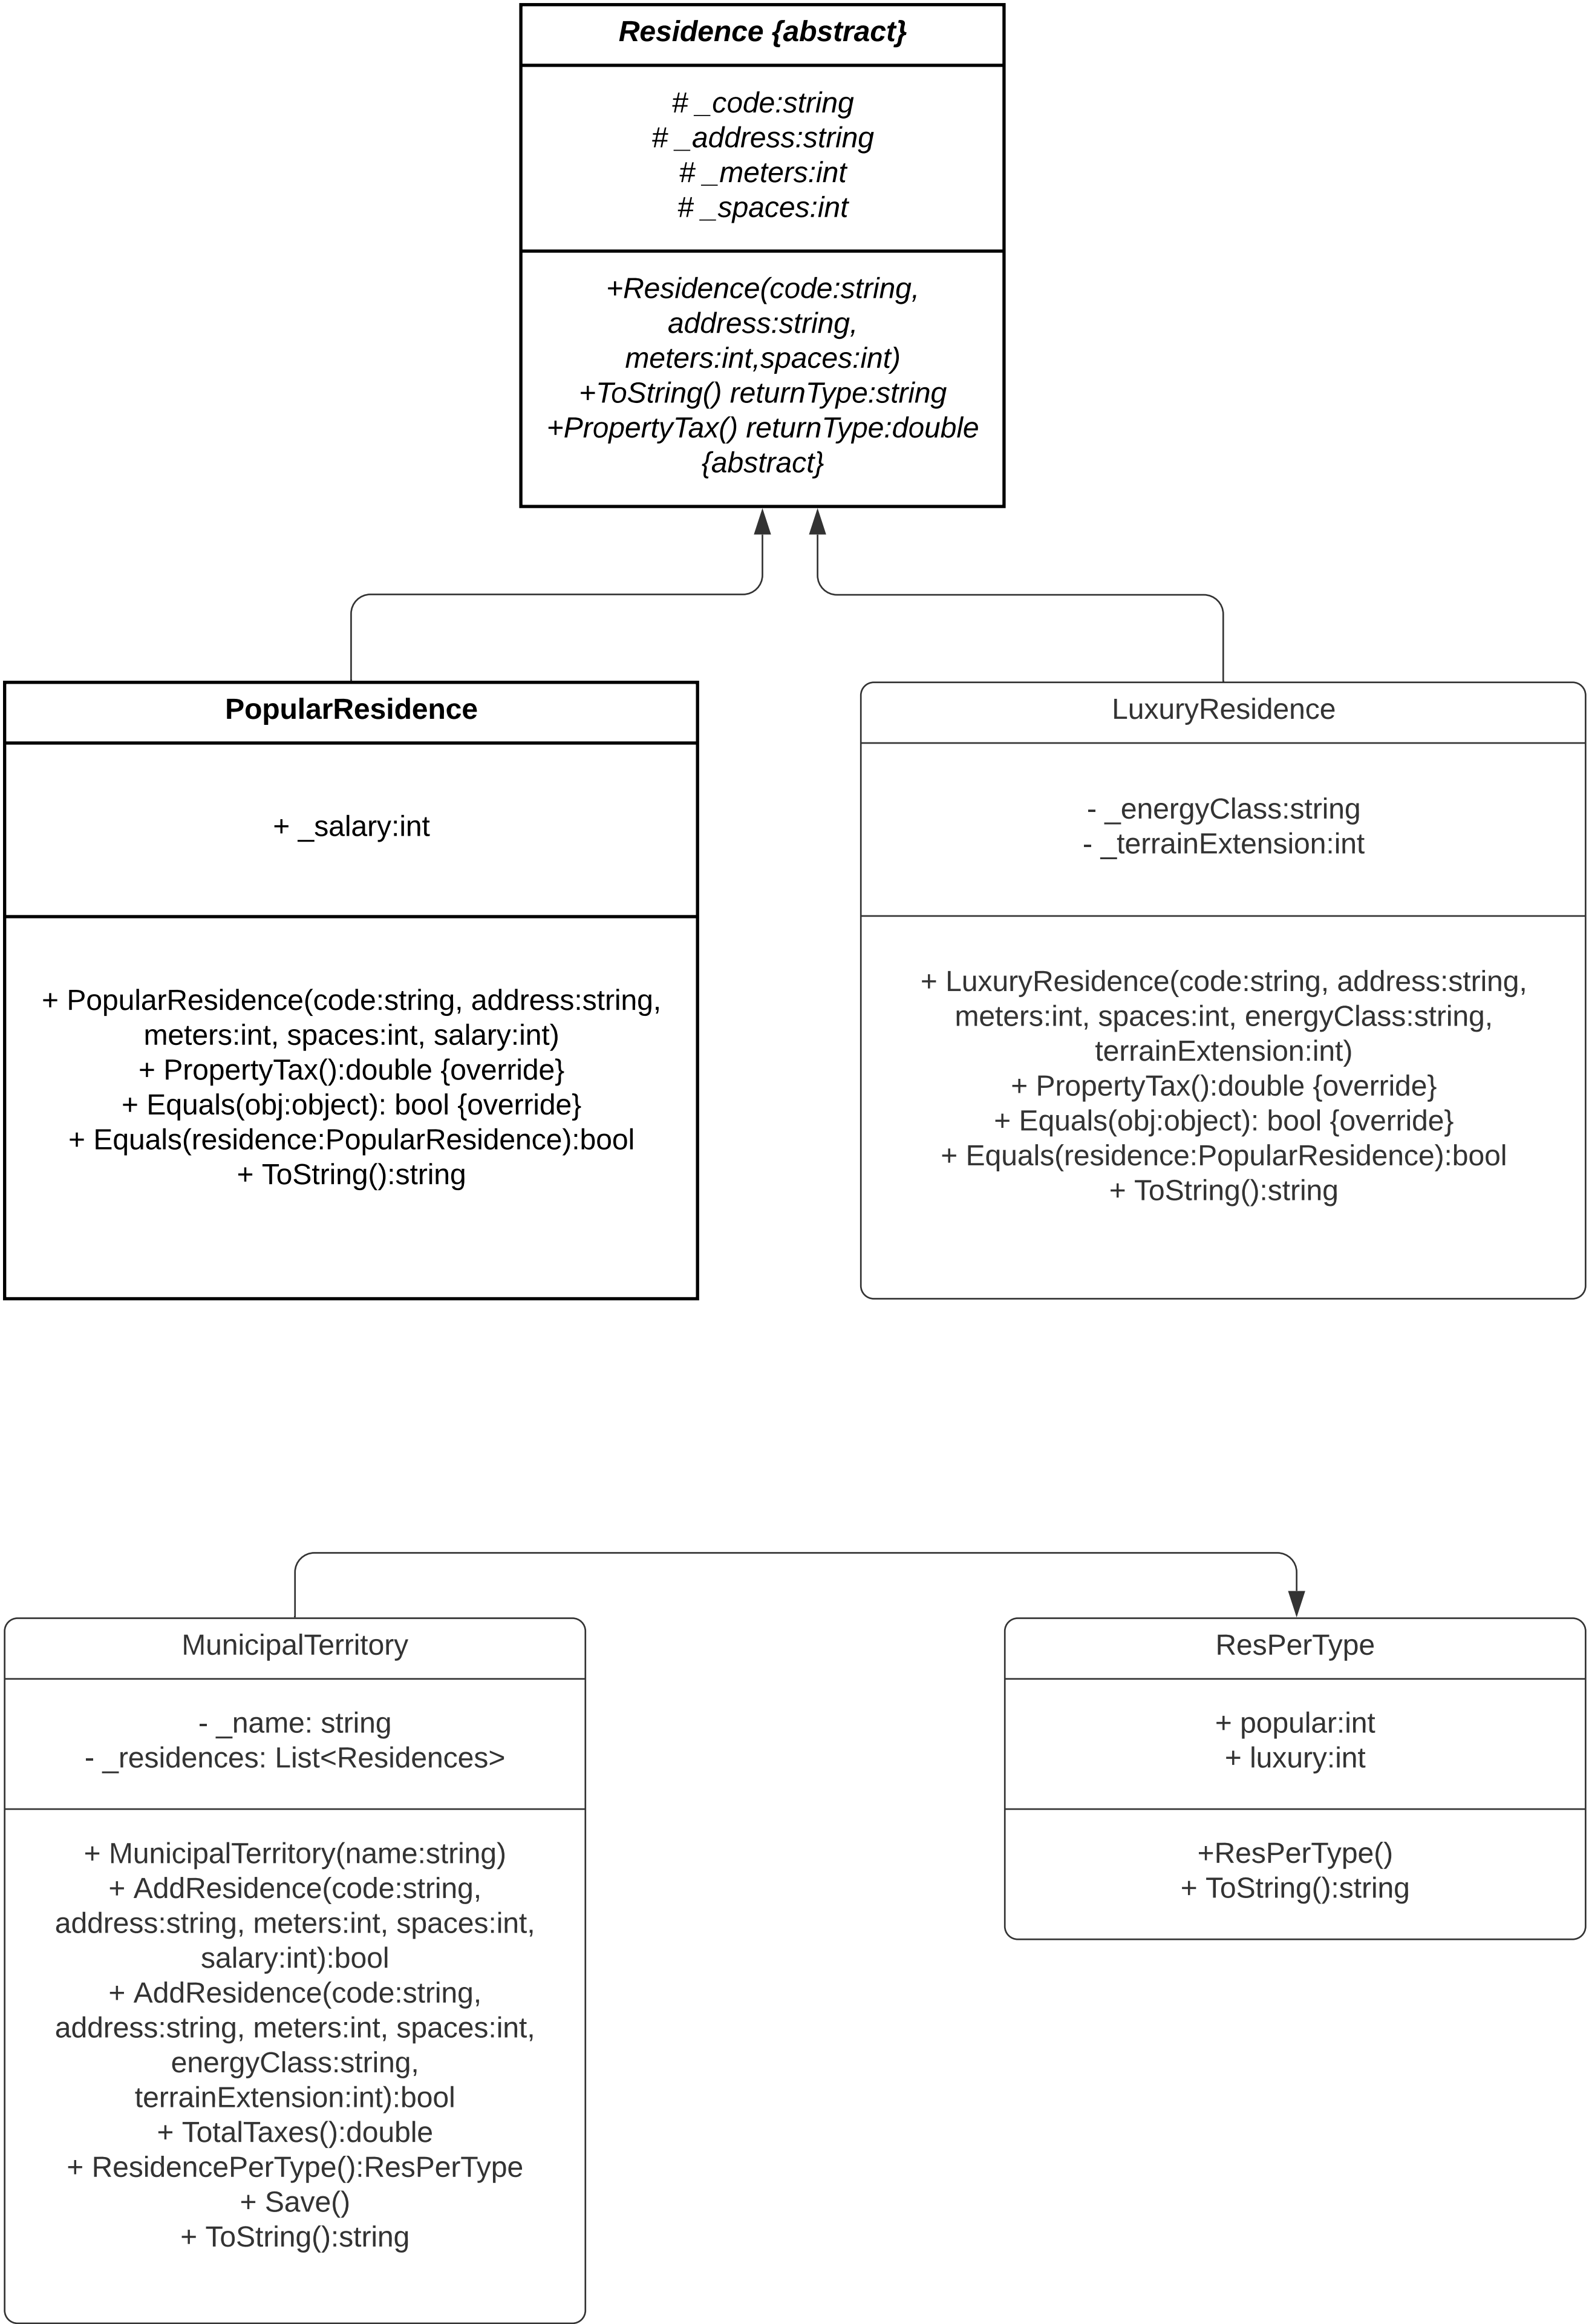 Residence {abstract}
# _code:string
# _address:string
# _meters:int
# _spaces:int
+Residence(code:string,
address:string,
meters:int,spaces:int)
+ToString() returnType:string
+PropertyTax() returnType:double
{abstract}
PopularResidence
+ _salary:int
+ PopularResidence(code:string, address:string,
meters:int, spaces:int, salary:int)
+ PropertyTax():double {override}
+ Equals(obj:object): bool {override}
+ Equals(residence:PopularResidence):bool
+ ToString():string
LuxuryResidence
- _energyClass:string
- _terrainExtension:int
+ LuxuryResidence(code:string, address:string,
meters:int, spaces:int, energyClass:string,
terrainExtension:int)
+ PropertyTax():double {override}
+ Equals(obj:object): bool {override}
+ Equals(residence:PopularResidence):bool
+ ToString():string
MunicipalTerritory
- _name: string
- _residences: List<Residences>
+ MunicipalTerritory(name:string)
+ AddResidence(code:string,
address:string, meters:int, spaces:int,
salary:int):bool
+ AddResidence(code:string,
address:string, meters:int, spaces:int,
energyClass:string,
terrainExtension:int):bool
+ TotalTaxes():double
+ ResidencePerType():ResPerType
+ Save()
+ ToString():string
ResPerType
+ popular:int
+ luxury:int
+ResPerType()
+ ToString():string